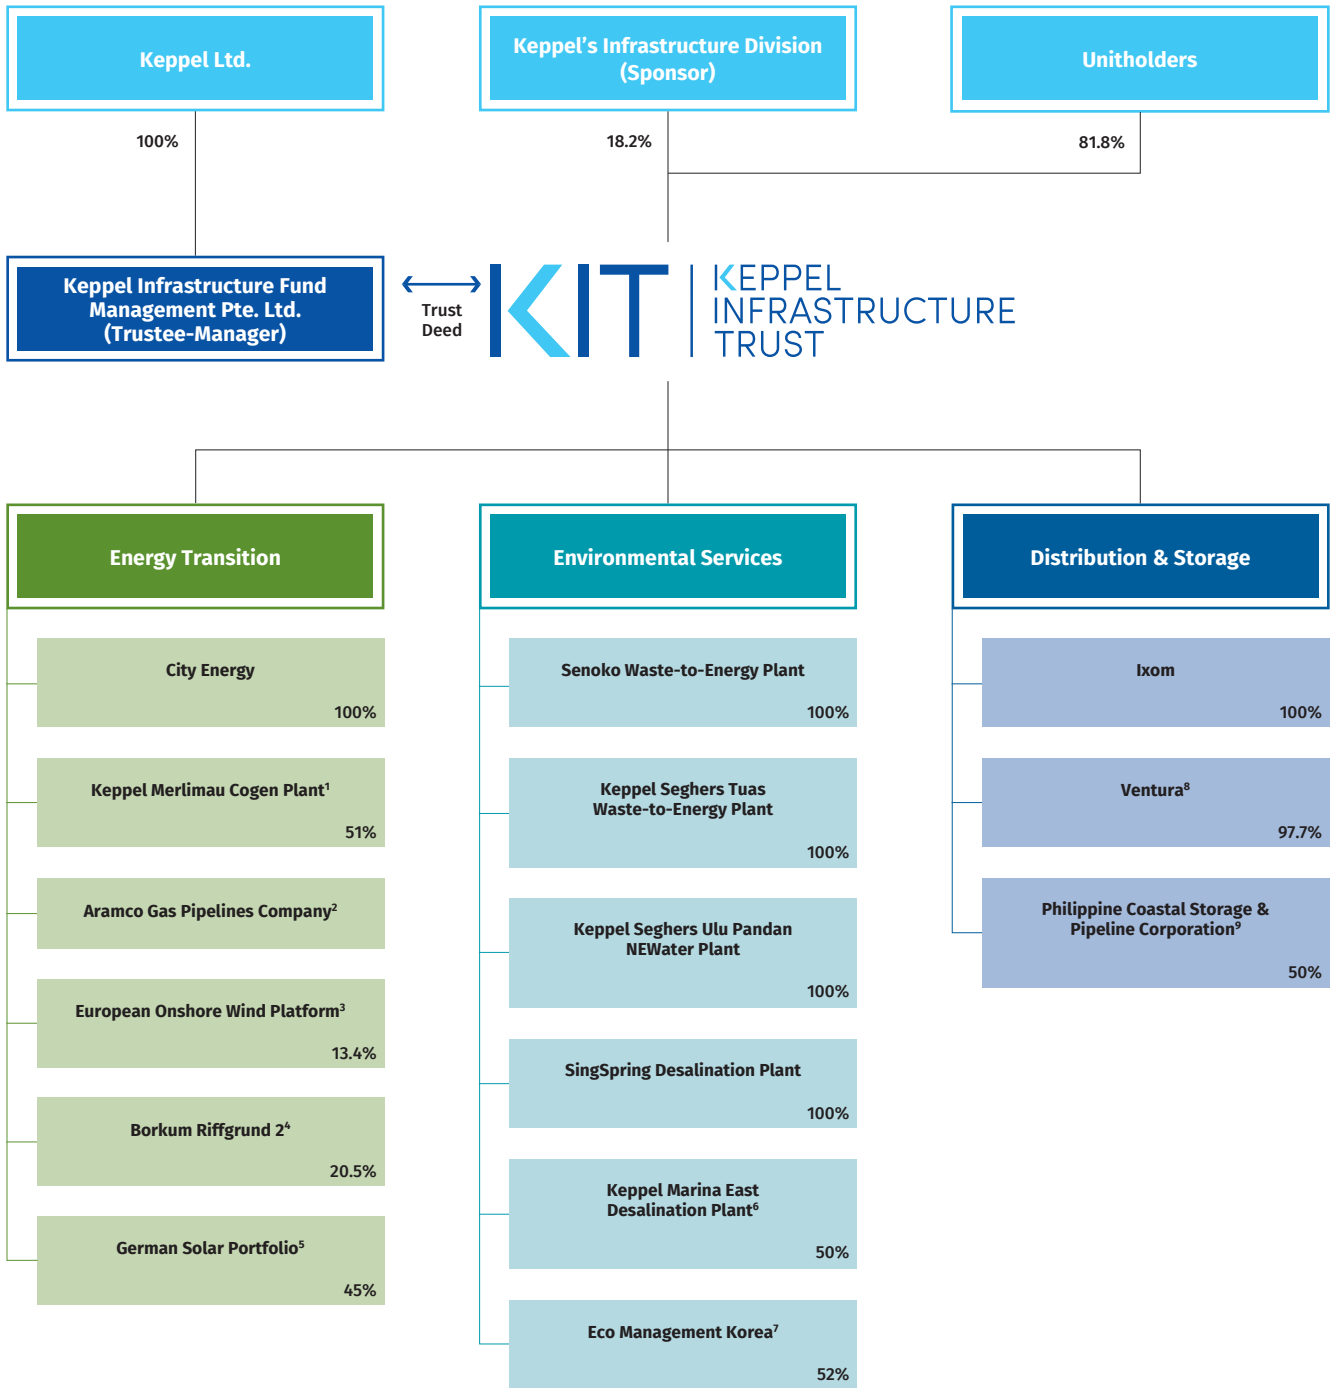 Keppel Ltd.
Keppel's Infrastructure Division
(Sponsor)
Unitholders
100%
18.2%
81.8%
Keppel Infrastructure Fund
Management Pte. Ltd.
(Trustee-Manager)
Trust
Deed
KIT
KEPPEL
INFRASTRUCTURE
TRUST
Energy Transition
City Energy
100%
Keppel Merlimau Cogen Plant¹
51%
Aramco Gas Pipelines Company²
European Onshore Wind Platform³
13.4%
Borkum Riffgrund 2⁴
20.5%
German Solar Portfolio⁵
45%
Environmental Services
Senoko Waste-to-Energy Plant
100%
Keppel Seghers Tuas
Waste-to-Energy Plant
100%
Keppel Seghers Ulu Pandan
NEWater Plant
100%
SingSpring Desalination Plant
100%
Keppel Marina East
Desalination Plant⁶
50%
Eco Management Korea⁷
52%
Distribution & Storage
Ixom
100%
Ventura⁸
97.7%
Philippine Coastal Storage &
Pipeline Corporation⁹
50%